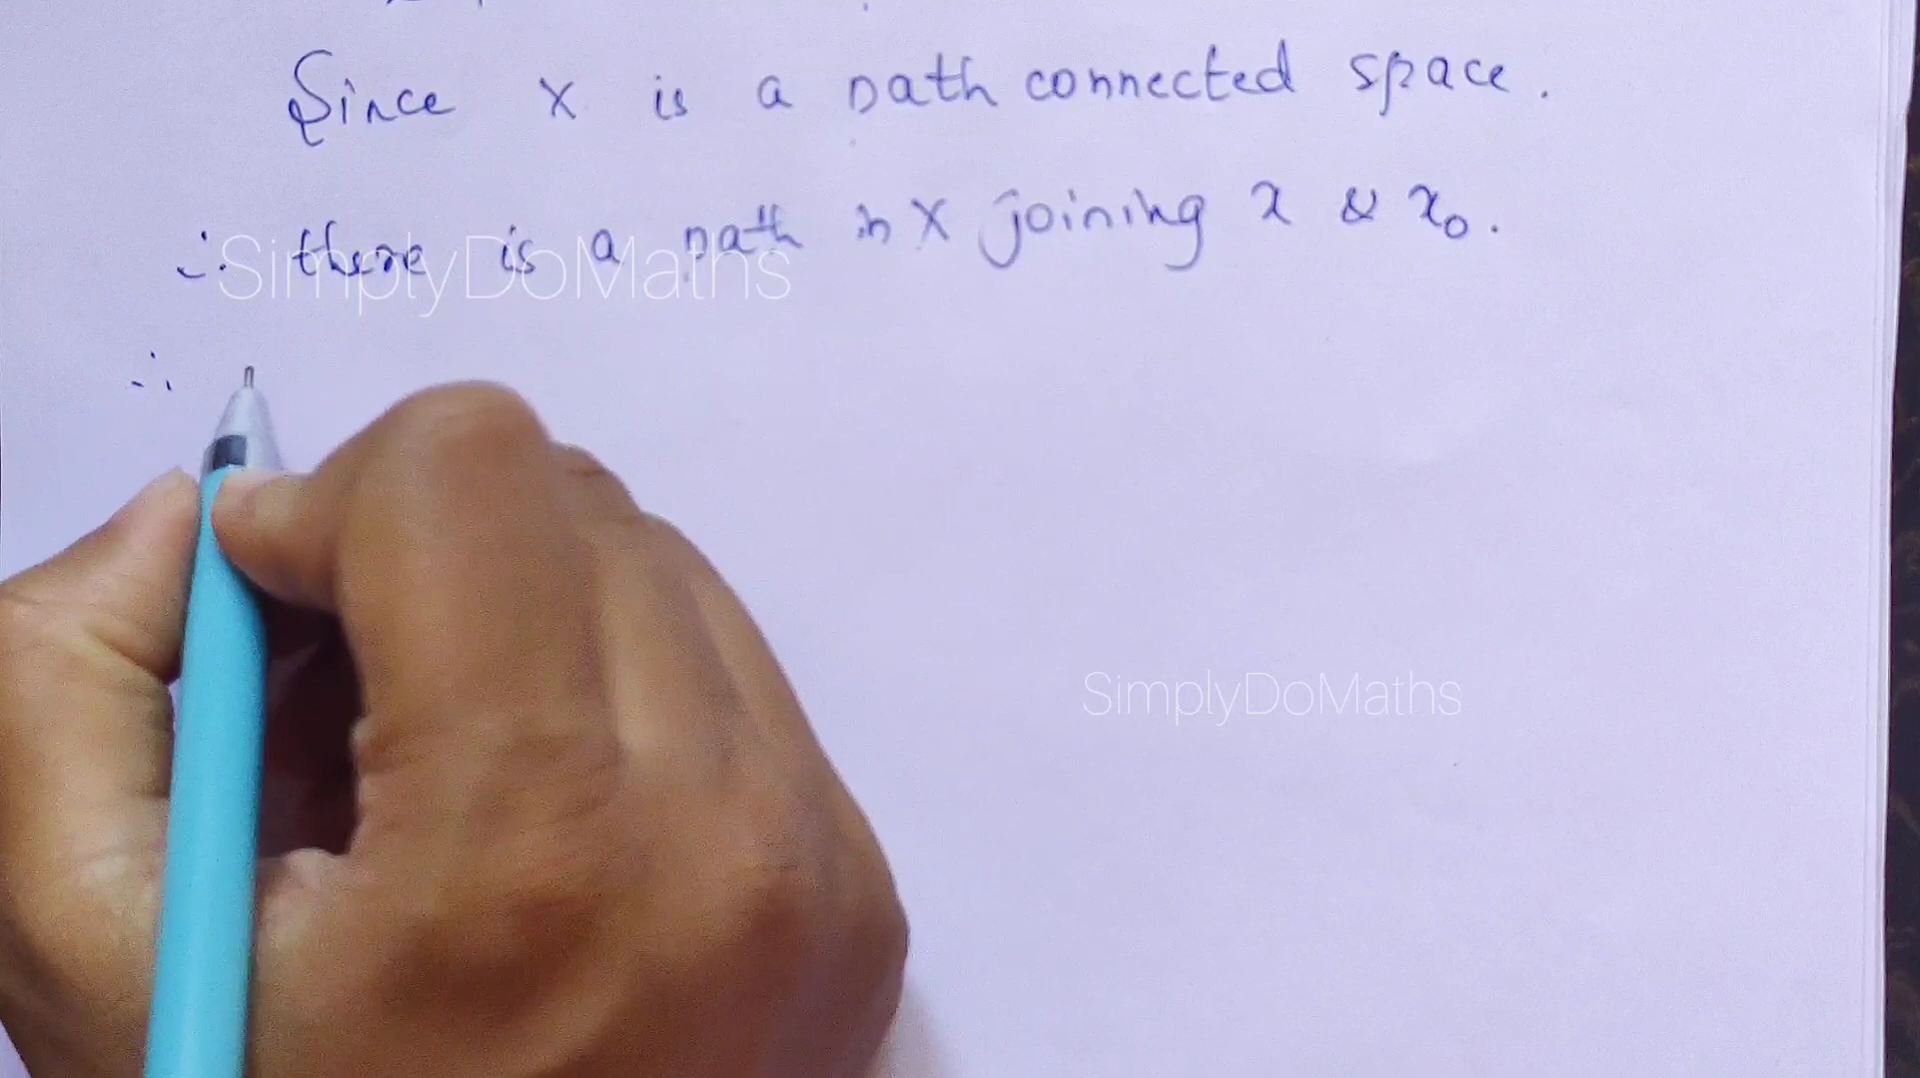 Since X is a path connected space.
∴ there is a path in X joining x & x₀.
SimplyDoMaths
∴
SimplyDoMaths